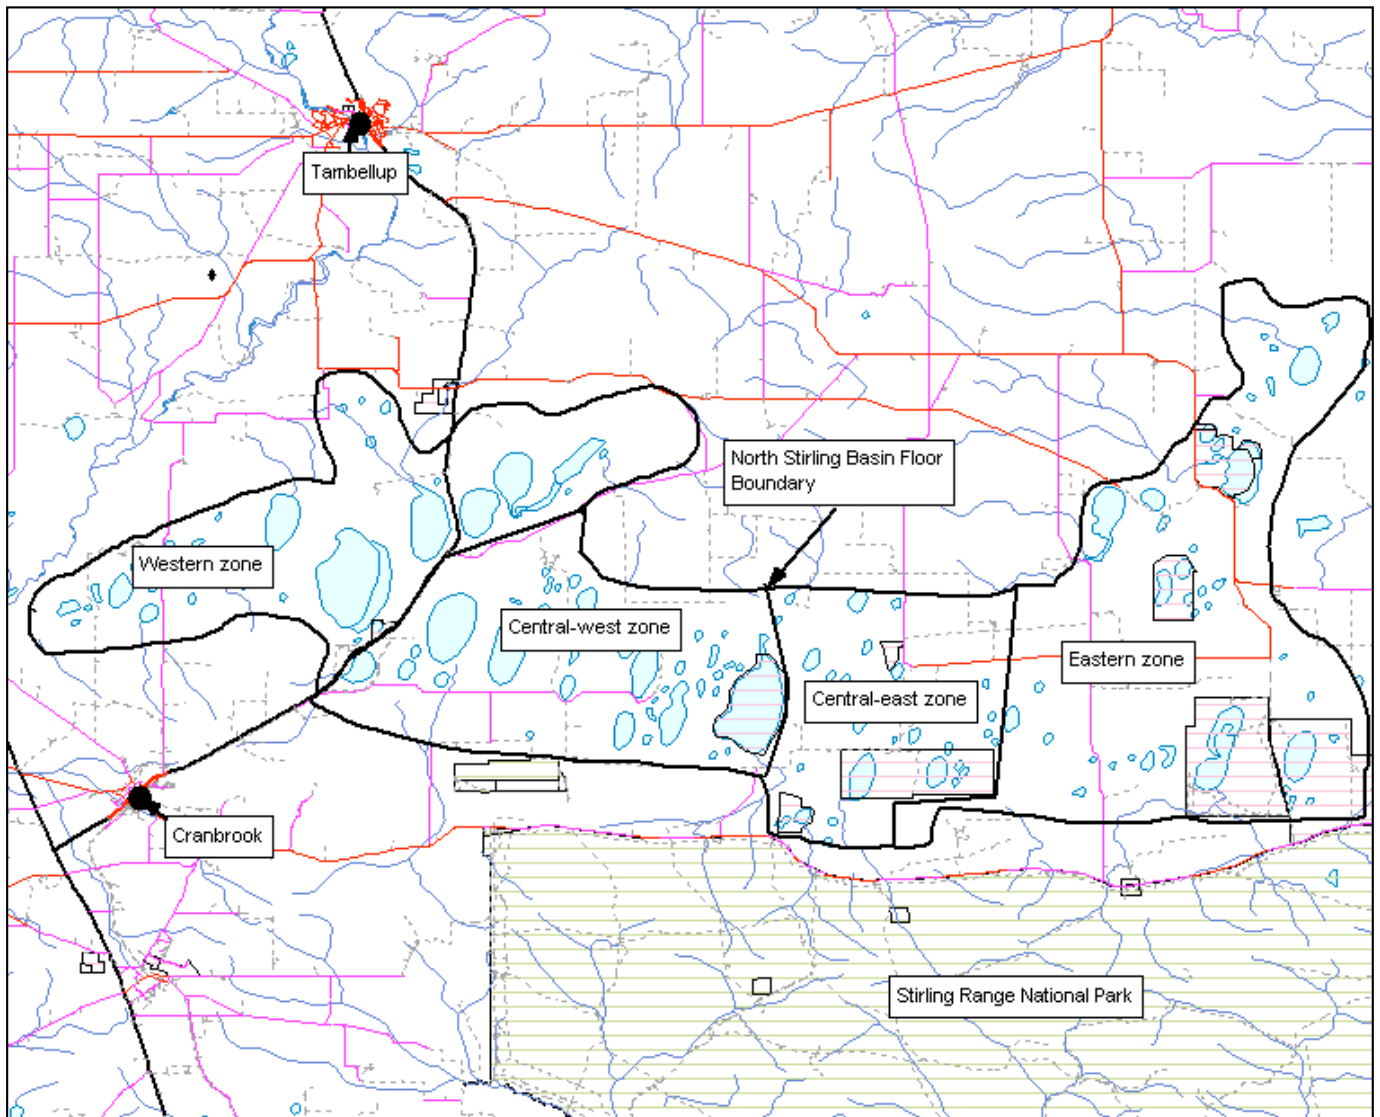 Tambellup
North Stirling Basin Floor
Boundary
Western zone
Central-west zone
Eastern zone
Central-east zone
Cranbrook
Stirling Range National Park